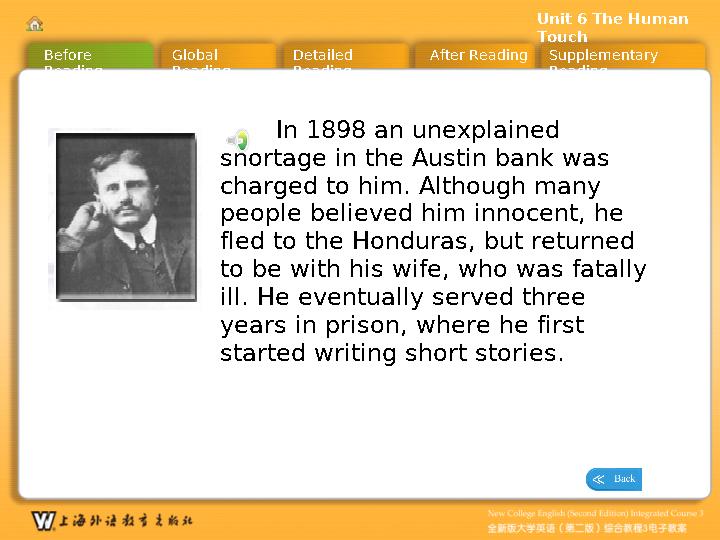 Unit 6 The Human
Touch
Before
Reading
Global
Reading
Detailed
Reading
After Reading
Supplementary
Reading
In 1898 an unexplained
shortage in the Austin bank was
charged to him. Although many
people believed him innocent, he
fled to the Honduras, but returned
to be with his wife, who was fatally
ill. He eventually served three
years in prison, where he first
started writing short stories.
Back
上海外语教育出版社
New College English (Second Edition) Integrated Course 3
全新版大学英语（第二版）综合教程3电子教案